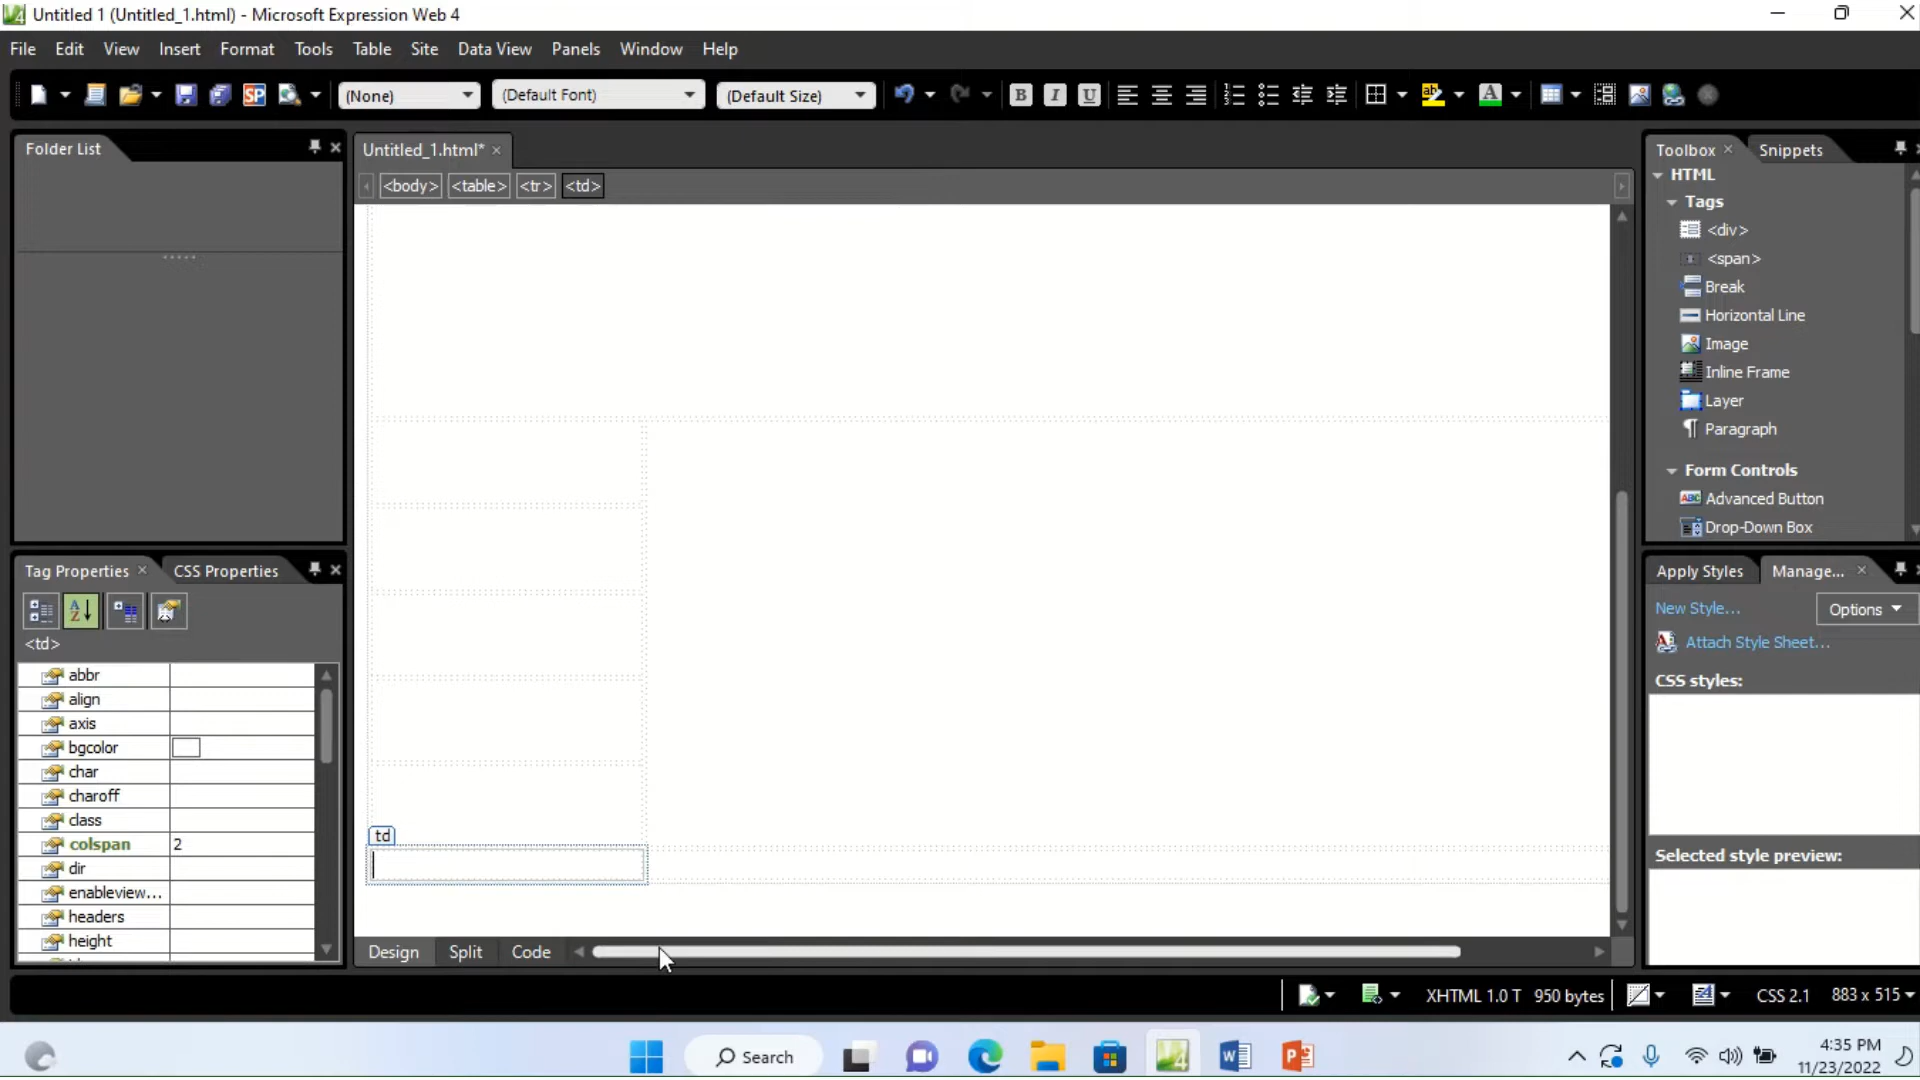 Untitled 1 (Untitled_1.html) - Microsoft Expression Web 4
File Edit View Insert Format Tools Table Site Data View Panels Window Help
(None) (Default Font) (Default Size)
Folder List
Untitled_1.html*
<body> <table> <tr> <td>
Toolbox Snippets
HTML
Tags
<div>
<span>
Break
Horizontal Line
Image
Inline Frame
Layer
Paragraph
Form Controls
Advanced Button
Drop-Down Box
Tag Properties CSS Properties
<td>
abbr
align
axis
bgcolor
char
charoff
class
colspan 2
dir
enableview...
headers
height
td
Design Split Code
Apply Styles Manage...
New Style... Options
Attach Style Sheet...
CSS styles:
Selected style preview:
XHTML 1.0 T 950 bytes CSS 2.1 883 x 515
Search
4:35 PM
11/23/2022